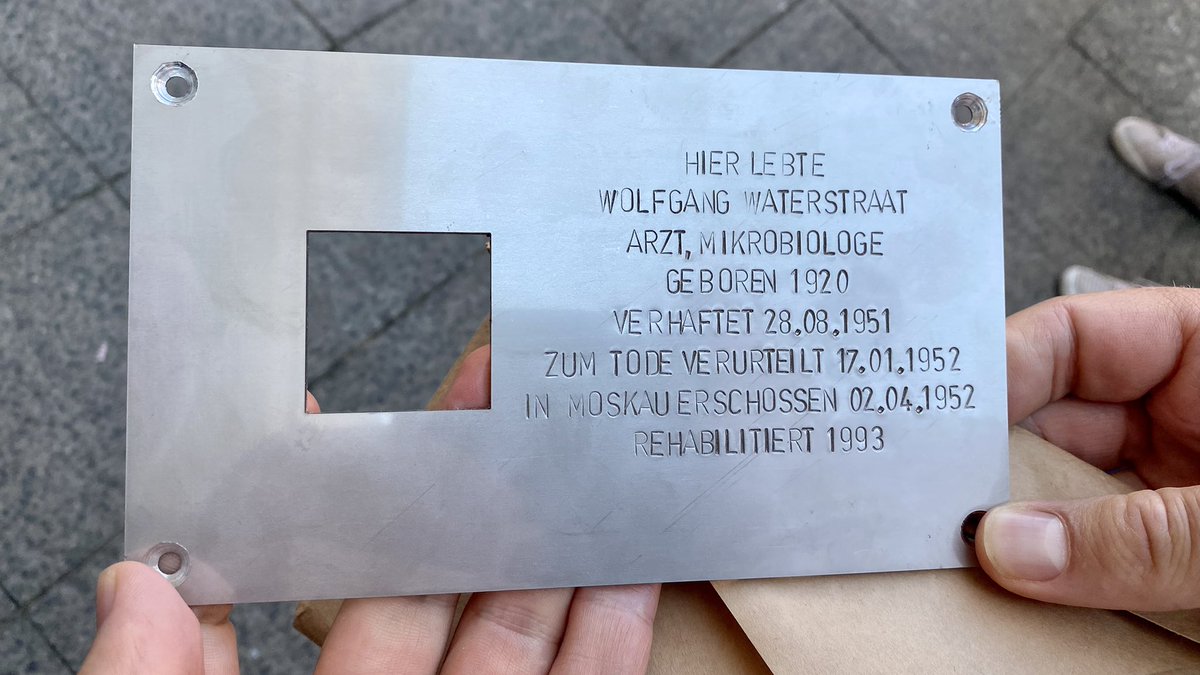 HIER LEBTE
WOLFGANG WATERSTRAAT
ARZT, MIKROBIOLOGE
GEBOREN 1920
VERHAFTET 28.08.1951
ZUM TODE VERURTEILT 17.01.1952
IN MOSKAU ERSCHOSSEN 02.04.1952
REHABILITIERT 1993